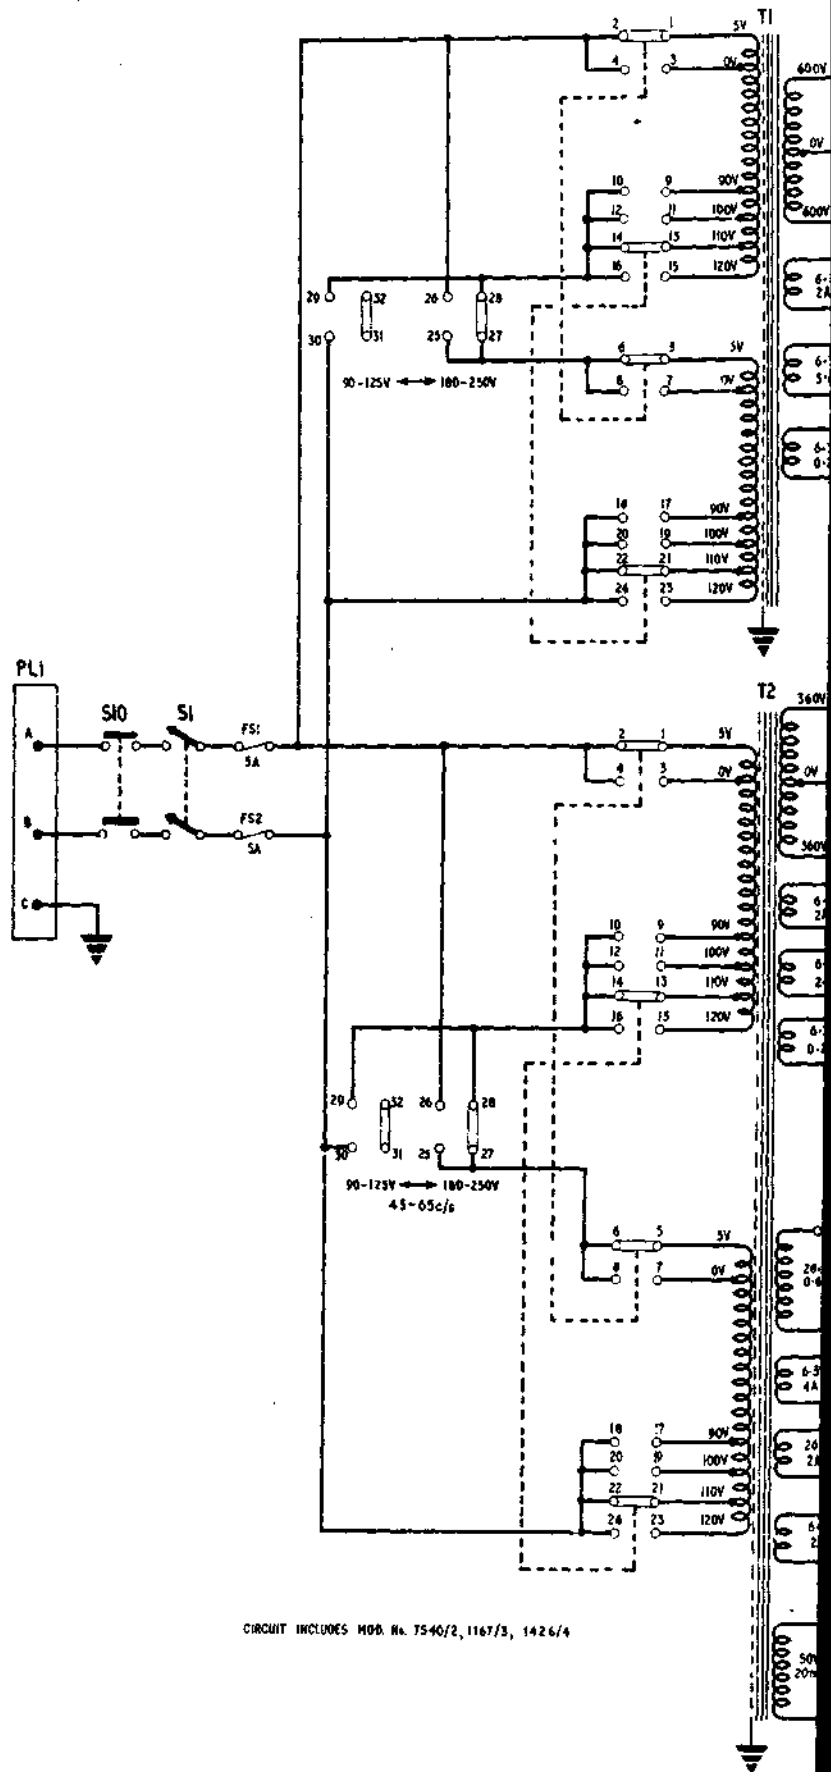 T1
2 1 5V
4 3 0V
600V
0V
600V
10 9 90V
12 11 100V
14 13 110V
16 15 120V
29 32 26 28
30 31 25 27
90-125V 180-250V
6 5 5V
8 7 0V
18 17 90V
20 19 100V
22 21 110V
24 23 120V
PL1
A
B
C
S10
S1
FS1
5A
FS2
5A
T2
2 1 5V
4 3 0V
360V
0V
360V
10 9 90V
12 11 100V
14 13 110V
16 15 120V
29 32 26 28
30 31 25 27
90-125V 180-250V
45-65c/s
6 5 5V
8 7 0V
18 17 90V
20 19 100V
22 21 110V
24 23 120V
4A
CIRCUIT INCLUDES MOD. No. 7540/2, 1167/3, 1426/4